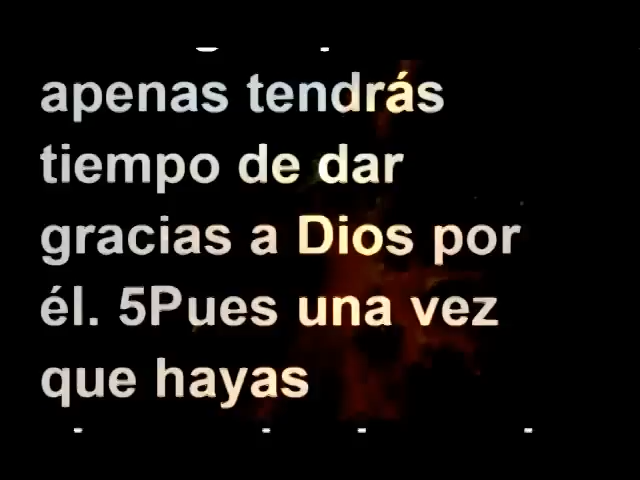 apenas tendrás
tiempo de dar
gracias a Dios por
él. 5Pues una vez
que hayas